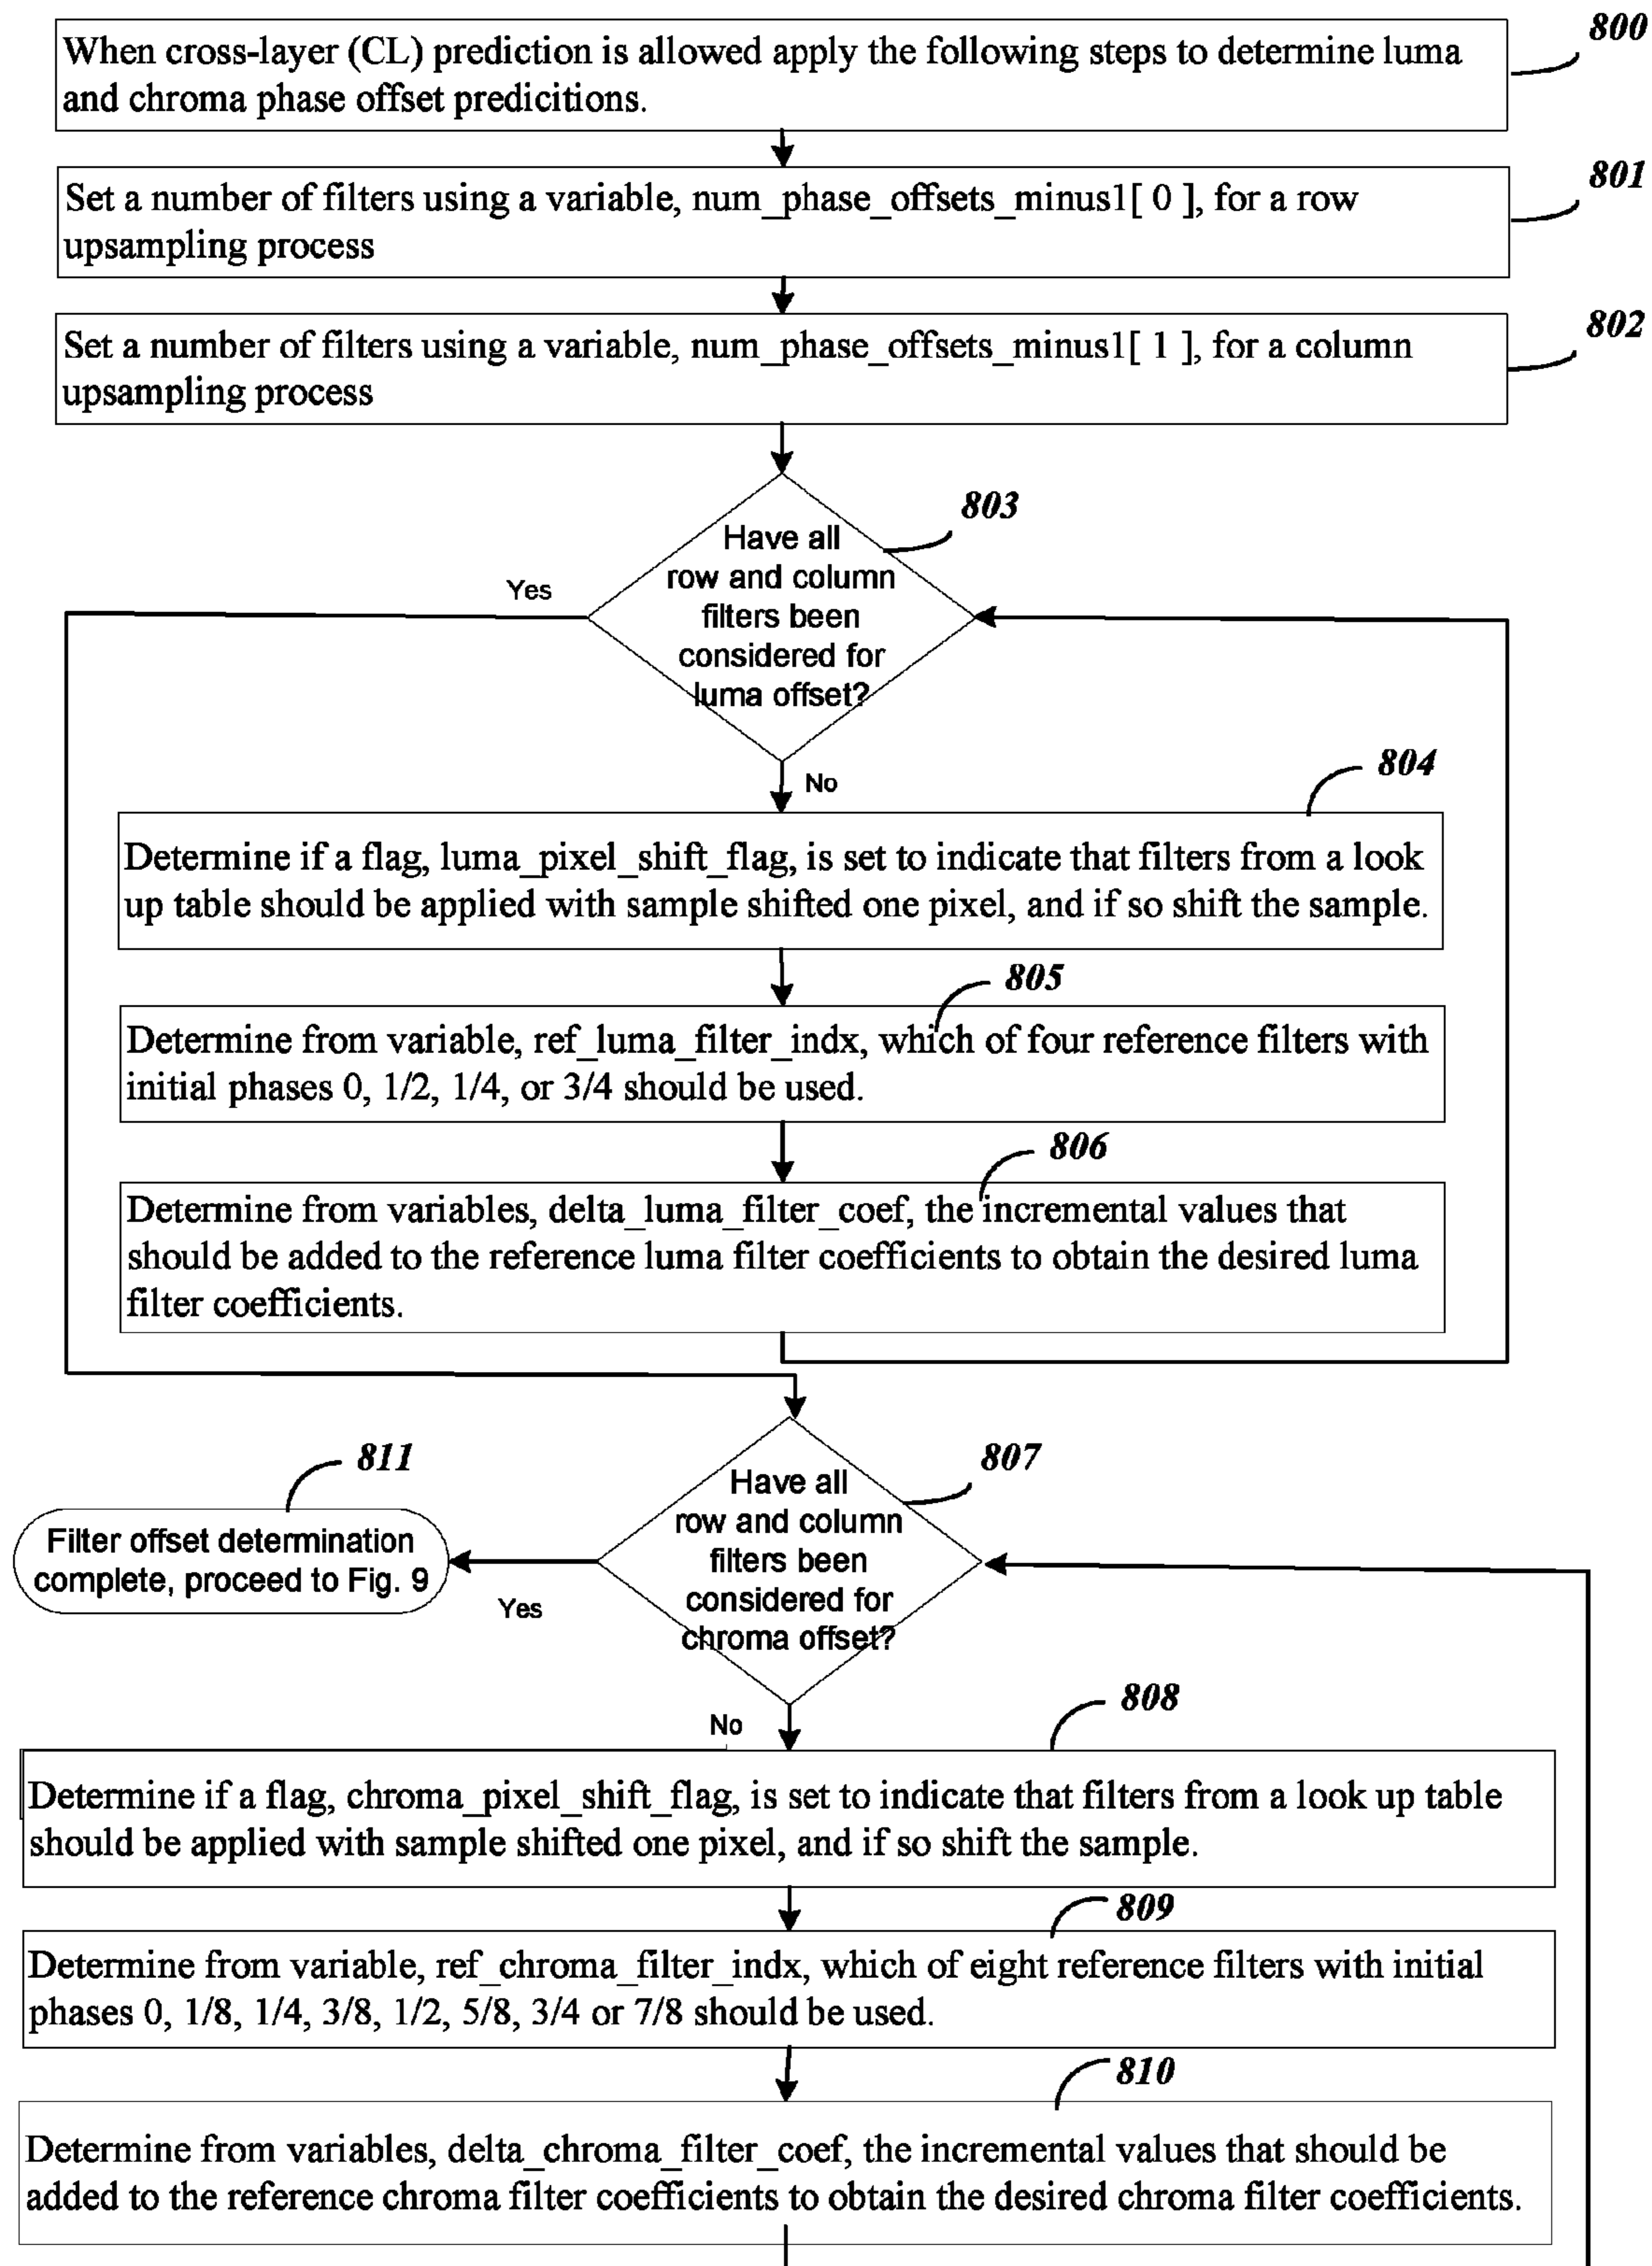 800
When cross-layer (CL) prediction is allowed apply the following steps to determine luma
and chroma phase offset predicitions.
801
Set a number of filters using a variable, num_phase_offsets_minus1[ 0 ], for a row
upsampling process
802
Set a number of filters using a variable, num_phase_offsets_minus1[ 1 ], for a column
upsampling process
803
Have all
row and column
filters been
considered for
luma offset?
Yes
No
804
Determine if a flag, luma_pixel_shift_flag, is set to indicate that filters from a look
up table should be applied with sample shifted one pixel, and if so shift the sample.
805
Determine from variable, ref_luma_filter_indx, which of four reference filters with
initial phases 0, 1/2, 1/4, or 3/4 should be used.
806
Determine from variables, delta_luma_filter_coef, the incremental values that
should be added to the reference luma filter coefficients to obtain the desired luma
filter coefficients.
807
Have all
row and column
filters been
considered for
chroma offset?
811
Filter offset determination
complete, proceed to Fig. 9
Yes
No
808
Determine if a flag, chroma_pixel_shift_flag, is set to indicate that filters from a look up table
should be applied with sample shifted one pixel, and if so shift the sample.
809
Determine from variable, ref_chroma_filter_indx, which of eight reference filters with initial
phases 0, 1/8, 1/4, 3/8, 1/2, 5/8, 3/4 or 7/8 should be used.
810
Determine from variables, delta_chroma_filter_coef, the incremental values that should be
added to the reference chroma filter coefficients to obtain the desired chroma filter coefficients.